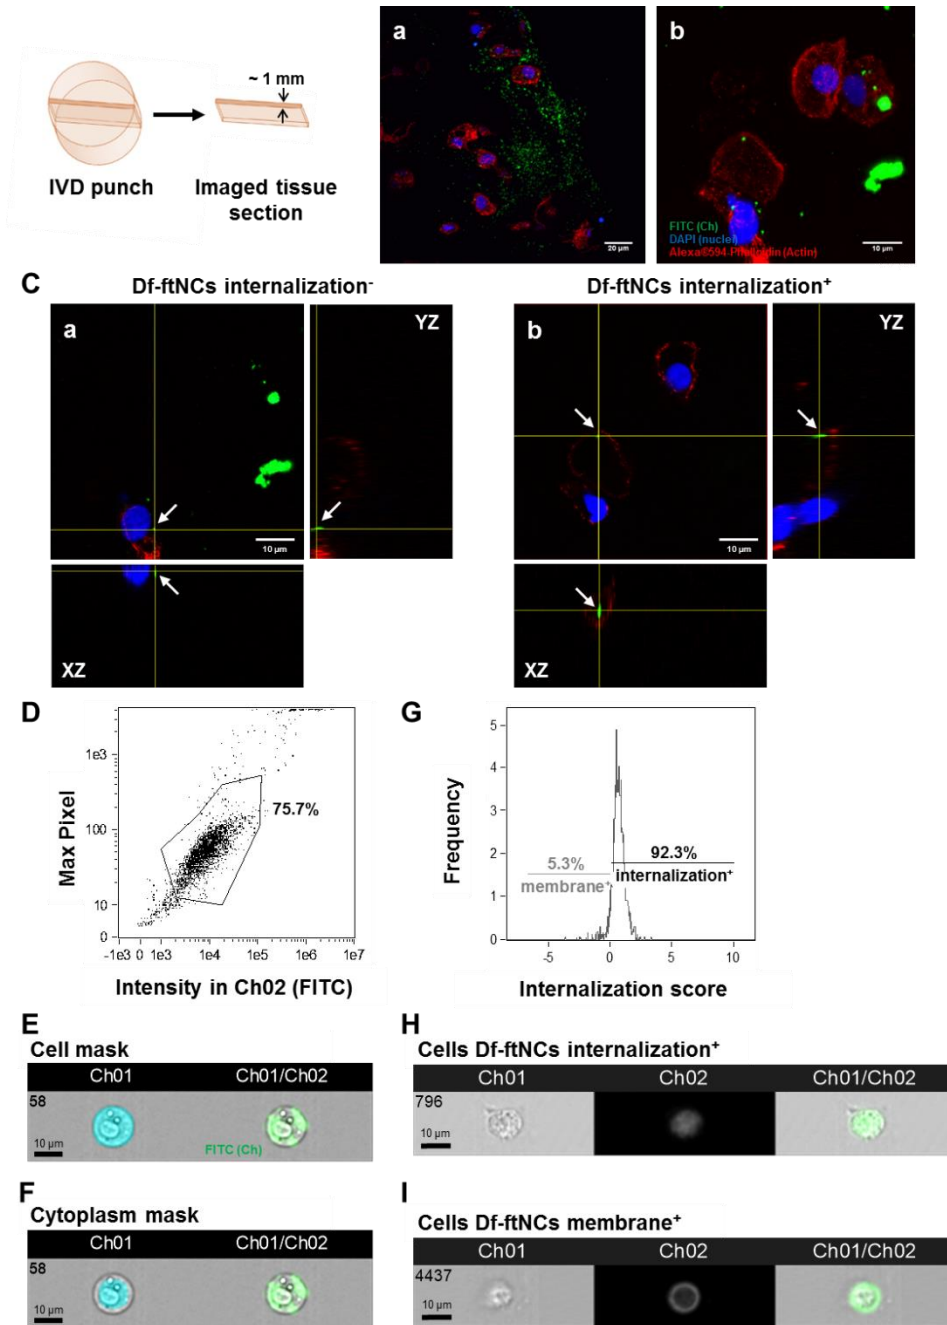 ~ 1 mm
IVD punch
Imaged tissue
section
a
20 µm
b
FITC (Ch)
DAPI (nuclei)
Alexa®594-Phalloidin (Actin)
10 µm
C
Df-ftNCs internalization-
a
YZ
10 µm
XZ
Df-ftNCs internalization+
b
YZ
10 µm
XZ
D
Max Pixel
1e3
100
10
0
75.7%
-1e3 0 1e3 1e4 1e5 1e6 1e7
Intensity in Ch02 (FITC)
G
Frequency
5
4
3
2
1
0
5.3%
membrane+
92.3%
internalization+
-5 0 5 10
Internalization score
E
Cell mask
Ch01 Ch01/Ch02
58
10 µm
FITC (Ch)
F
Cytoplasm mask
Ch01 Ch01/Ch02
58
10 µm
H
Cells Df-ftNCs internalization+
Ch01 Ch02 Ch01/Ch02
796
10 µm
I
Cells Df-ftNCs membrane+
Ch01 Ch02 Ch01/Ch02
4437
10 µm